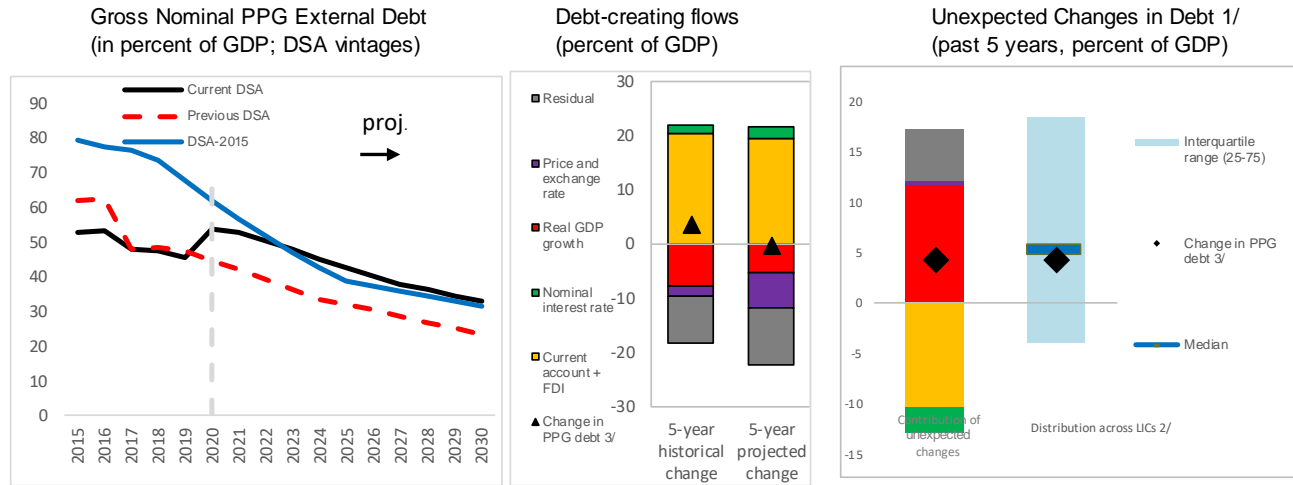 Gross Nominal PPG External Debt
(in percent of GDP; DSA vintages)
Current DSA
Previous DSA
DSA-2015
proj.
90
80
70
60
50
40
30
20
10
0
2015
2016
2017
2018
2019
2020
2021
2022
2023
2024
2025
2026
2027
2028
2029
2030
Debt-creating flows
(percent of GDP)
Residual
Price and
exchange
rate
Real GDP
growth
Nominal
interest rate
Current
account +
FDI
Change in
PPG debt 3/
30
20
10
0
-10
-20
-30
5-year
historical
change
5-year
projected
change
Unexpected Changes in Debt 1/
(past 5 years, percent of GDP)
20
15
10
5
0
-5
-10
-15
Contribution of
unexpected
changes
Distribution across LICs 2/
Interquartile
range (25-75)
Change in PPG
debt 3/
Median